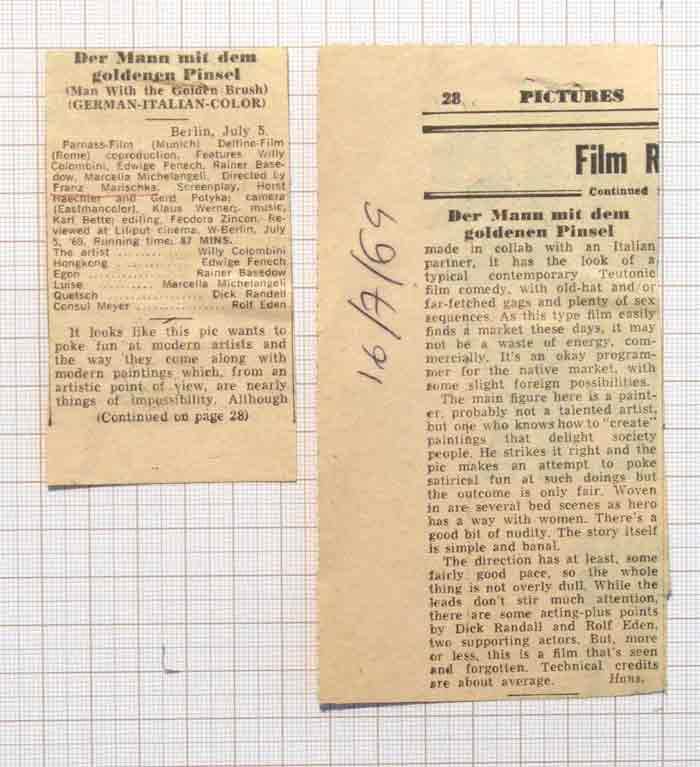 Der Mann mit dem
goldenen Pinsel
(Man With the Golden Brush)
(GERMAN-ITALIAN-COLOR)
Berlin, July 5.
Parnass-Film (Munich) Delfino-Film
(Rome) coproduction. Features Willy
Colombini, Edwige Fenech, Rainer Base-
dow, Marcella Michelangeli. Directed by
Franz Marischka. Screenplay, Horst
Haechler and Gerd Potyka; camera
(Eastmancolor), Klaus Werner; music,
Karl Bette; editing, Feodora Zincon. Re-
viewed at Liliput cinema, W-Berlin, July
5, '69. Running time: 87 MINS.
The artist .......... Willy Colombini
Hongkong .......... Edwige Fenech
Egon .......... Rainer Basedow
Luise .......... Marcella Michelangeli
Quetsch .......... Dick Randell
Consul Meyer .......... Rolf Eden
It looks like this pic wants to
poke fun at modern artists and
the way they come along with
modern paintings which, from an
artistic point of view, are nearly
things of impossibility. Although
(Continued on page 28)
16/7/69
28 PICTURES
Film R
Continued
Der Mann mit dem
goldenen Pinsel
made in collab with an Italian
partner, it has the look of a
typical contemporary Teutonic
film comedy, with old-hat and/or
far-fetched gags and plenty of sex
sequences. As this type film easily
finds a market these days, it may
not be a waste of energy, com-
mercially. It's an okay program-
mer for the native market, with
some slight foreign possibilities.
The main figure here is a paint-
er, probably not a talented artist,
but one who knows how to "create"
paintings that delight society
people. He strikes it right and the
pic makes an attempt to poke
satirical fun at such doings but
the outcome is only fair. Woven
in are several bed scenes as hero
has a way with women. There's a
good bit of nudity. The story itself
is simple and banal.
The direction has at least, some
fairly good pace, so the whole
thing is not overly dull. While the
leads don't stir much attention,
there are some acting-plus points
by Dick Randall and Rolf Eden,
two supporting actors. But, more
or less, this is a film that's seen
and forgotten. Technical credits
are about average. Hans.